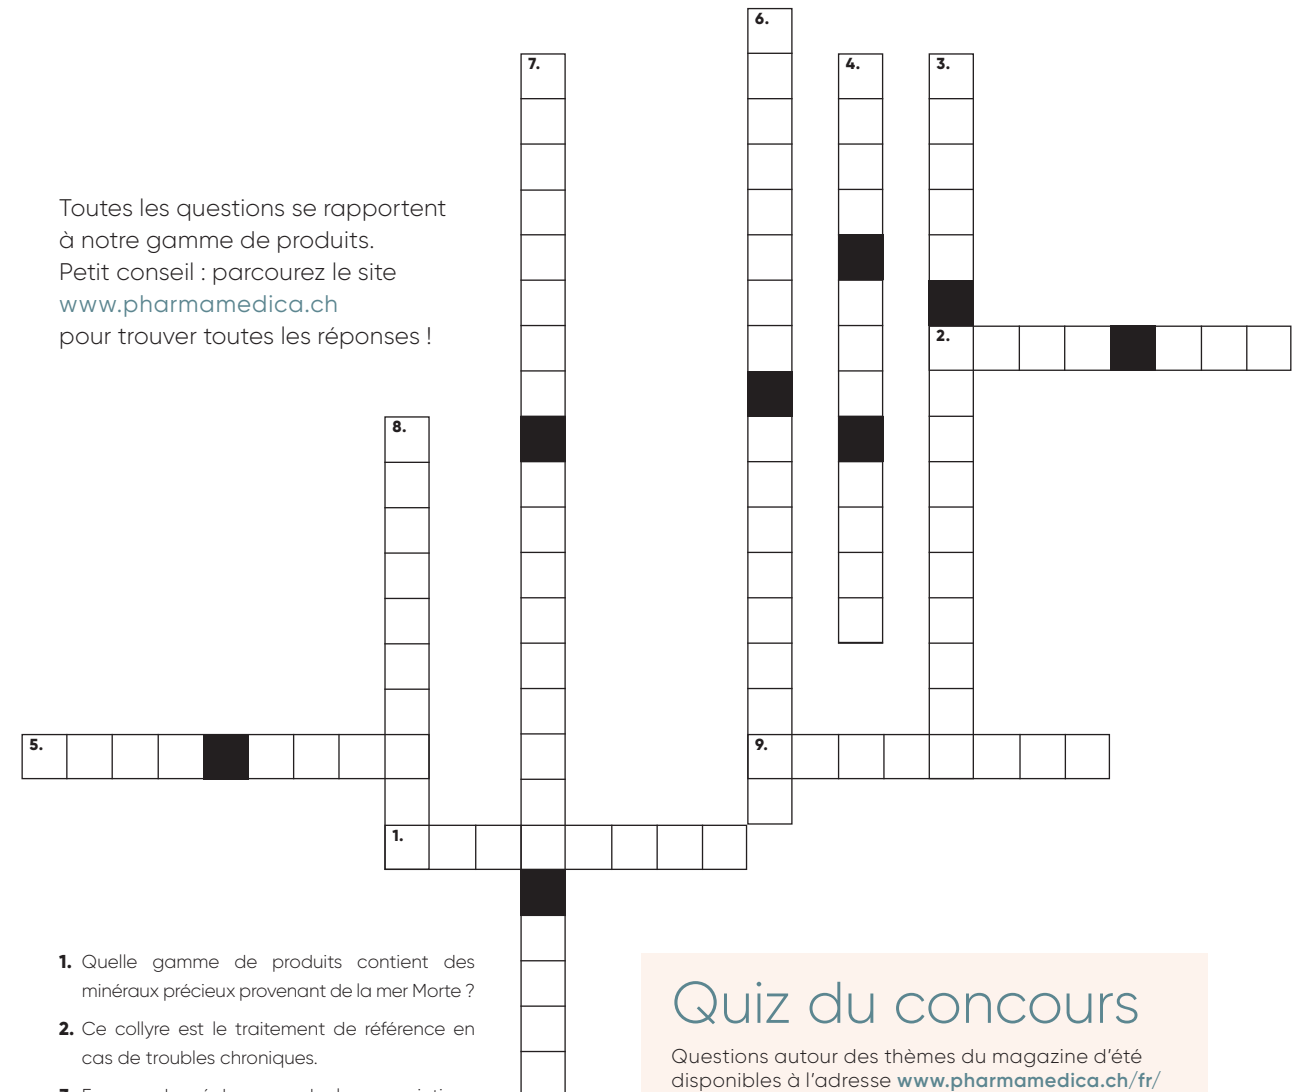 6.
7.
4.
3.
Toutes les questions se rapportent
à notre gamme de produits.
Petit conseil : parcourez le site
www.pharmamedica.ch
pour trouver toutes les réponses !
2.
8.
5.
9.
1.
1. Quelle gamme de produits contient des
minéraux précieux provenant de la mer Morte ?
2. Ce collyre est le traitement de référence en
cas de troubles chroniques.
Quiz du concours
Questions autour des thèmes du magazine d'été
disponibles à l'adresse www.pharmamedica.ch/fr/